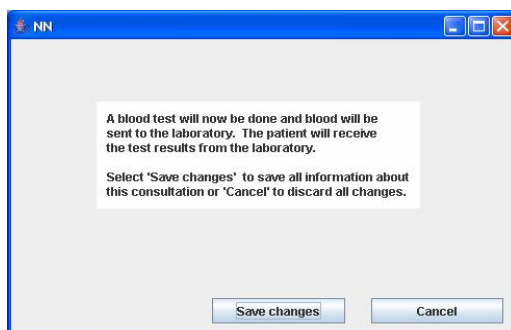 NN
A blood test will now be done and blood will be
sent to the laboratory. The patient will receive
the test results from the laboratory.
Select 'Save changes' to save all information about
this consultation or 'Cancel' to discard all changes.
Save changes
Cancel